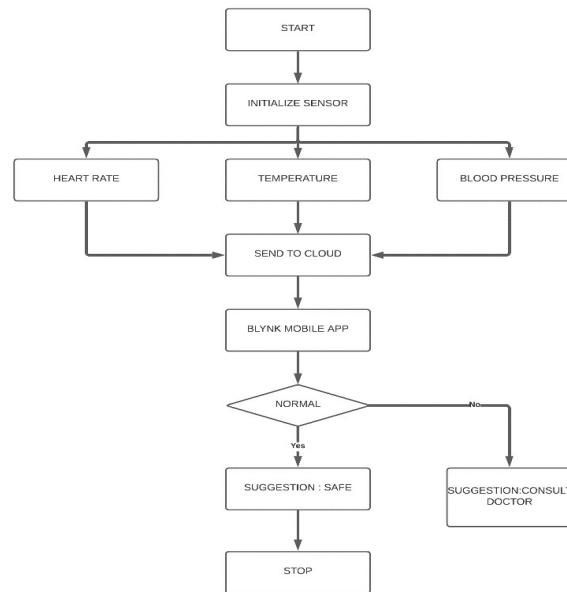 START
INITIALIZE SENSOR
HEART RATE
TEMPERATURE
BLOOD PRESSURE
SEND TO CLOUD
BLYNK MOBILE APP
NORMAL
No
Yes
SUGGESTION : SAFE
SUGGESTION:CONSULT
DOCTOR
STOP